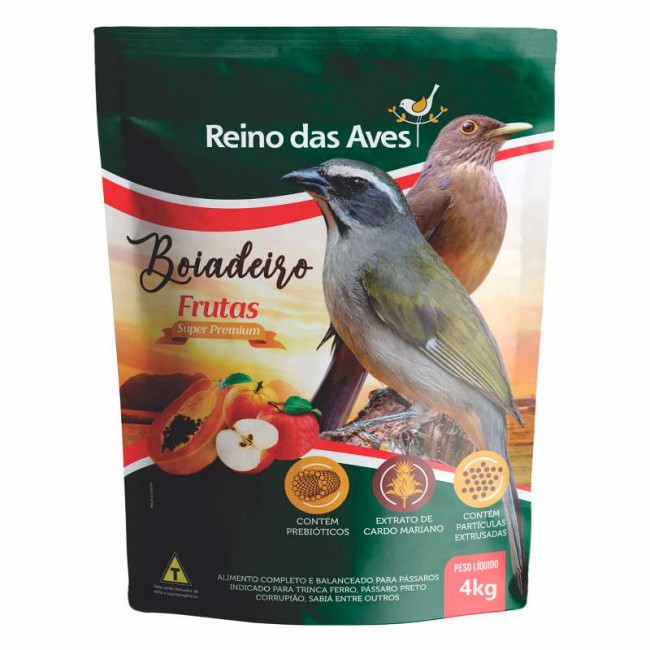 Reino das Aves
Boiadeiro
Frutas
Super Premium
CONTÉM
PREBIÓTICOS
EXTRATO DE
CARDO MARIANO
CONTÉM
PARTÍCULAS
EXTRUSADAS
T
ALIMENTO COMPLETO E BALANCEADO PARA PÁSSAROS
INDICADO PARA TRINCA FERRO, PÁSSARO PRETO
CORRUPIÃO, SABIÁ ENTRE OUTROS
PESO LÍQUIDO
4kg